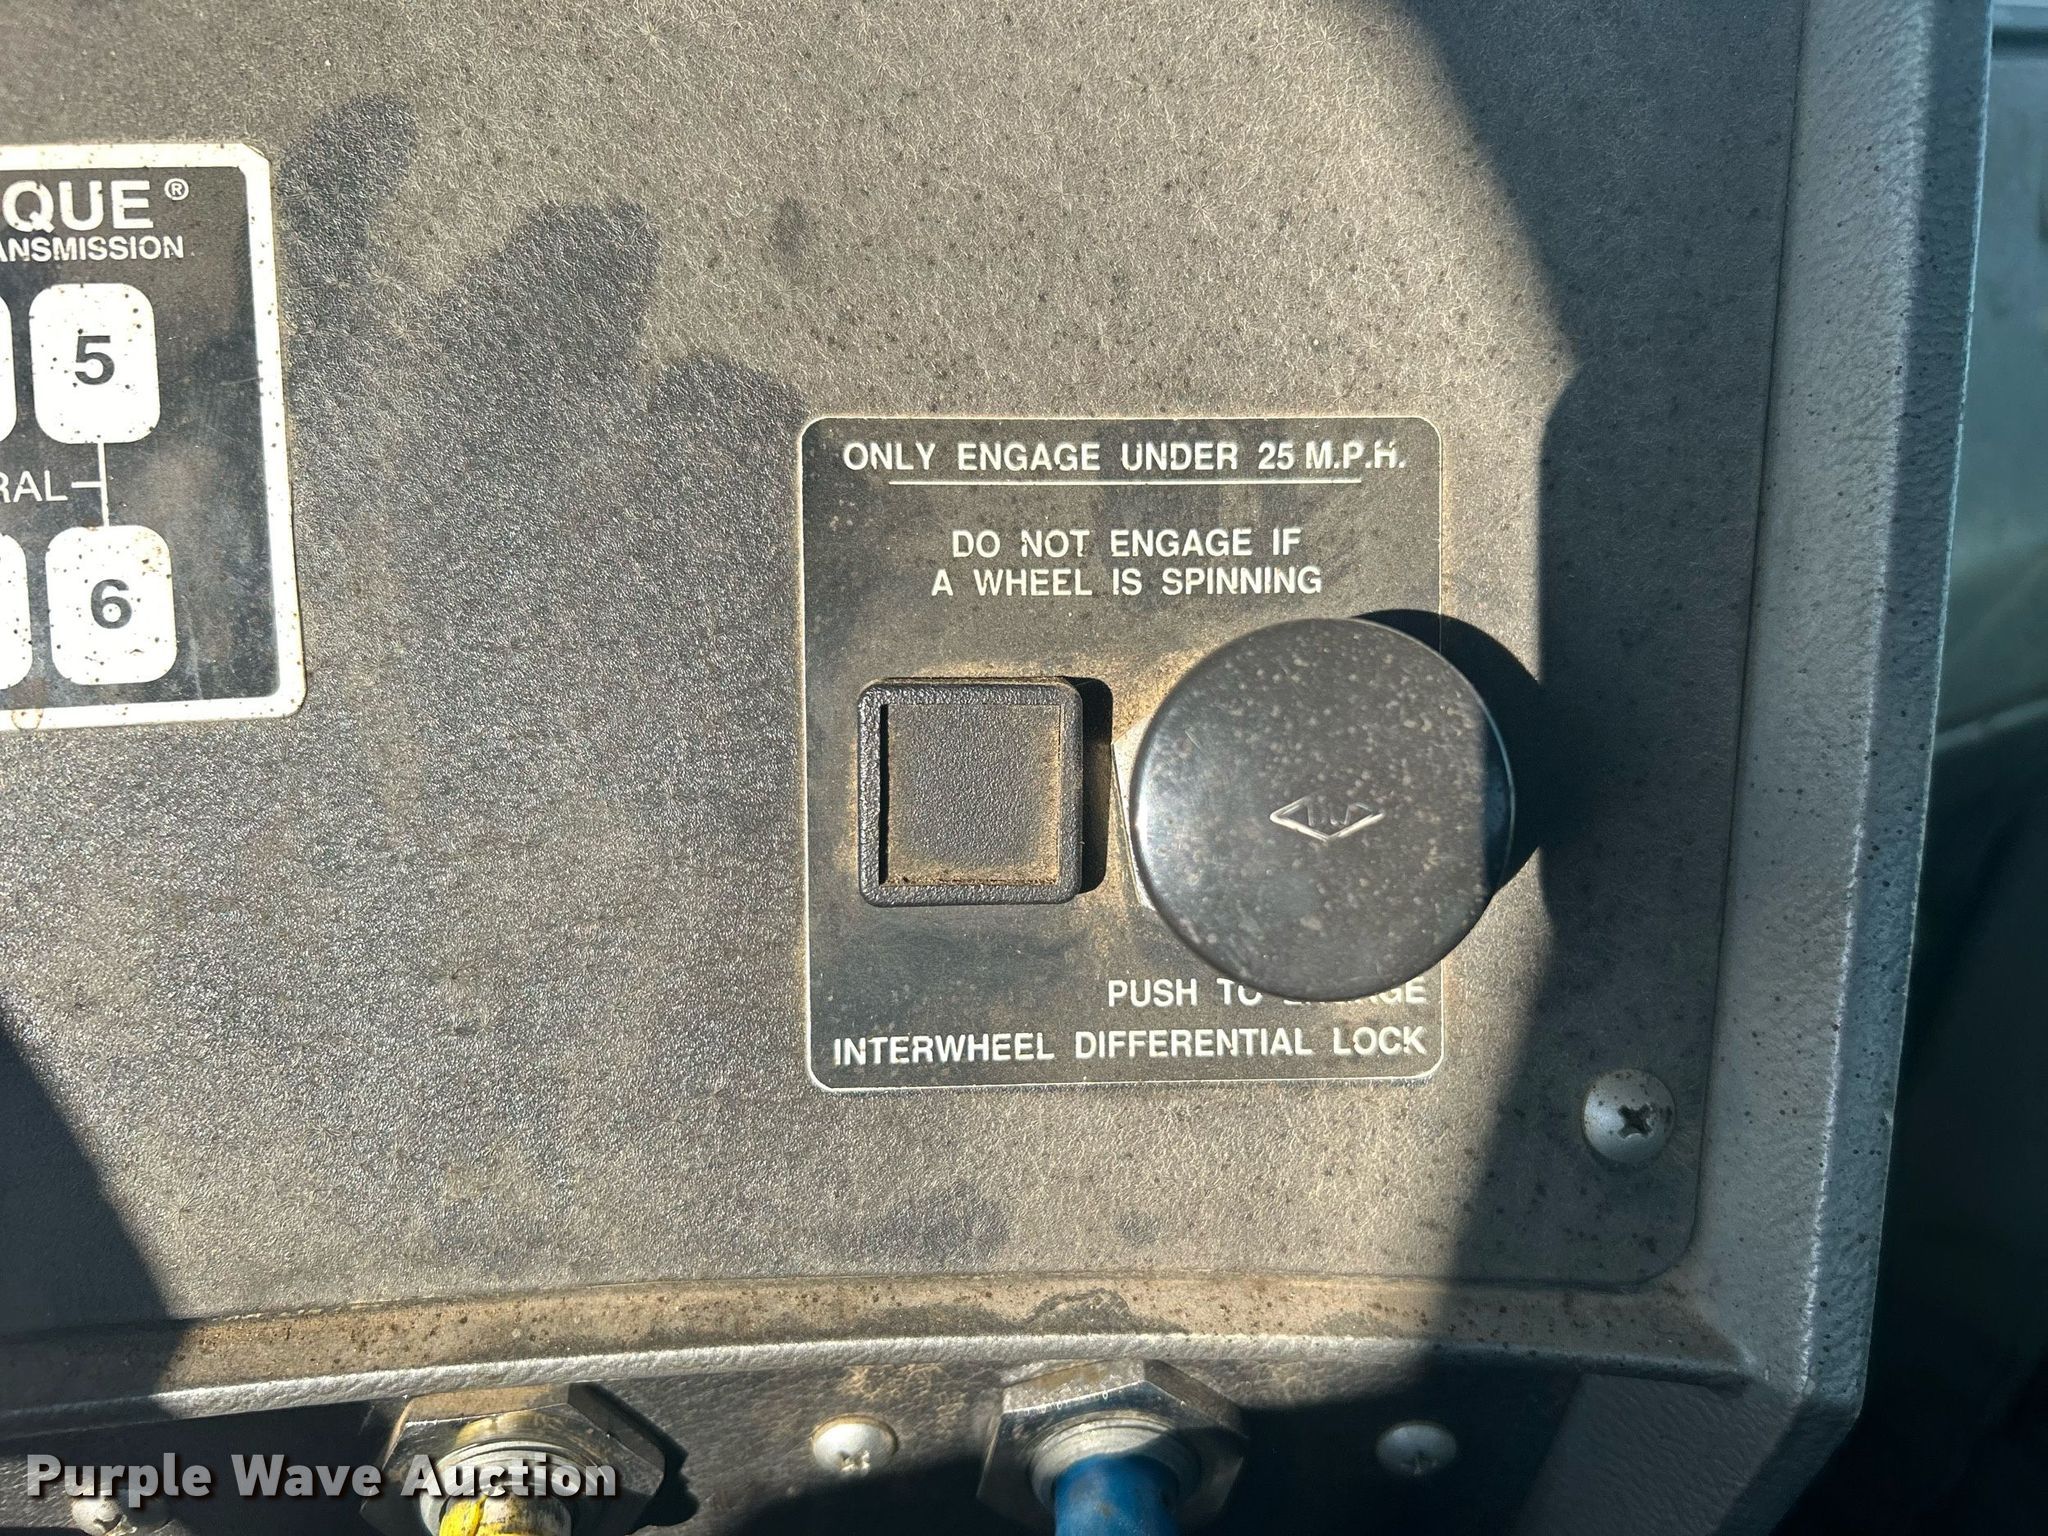 QUE®
ANSMISSION
5
RAL
6
ONLY ENGAGE UNDER 25 M.P.H.
DO NOT ENGAGE IF
A WHEEL IS SPINNING
PUSH TO
INTERWHEEL DIFFERENTIAL LOCK
Purple Wave Auction